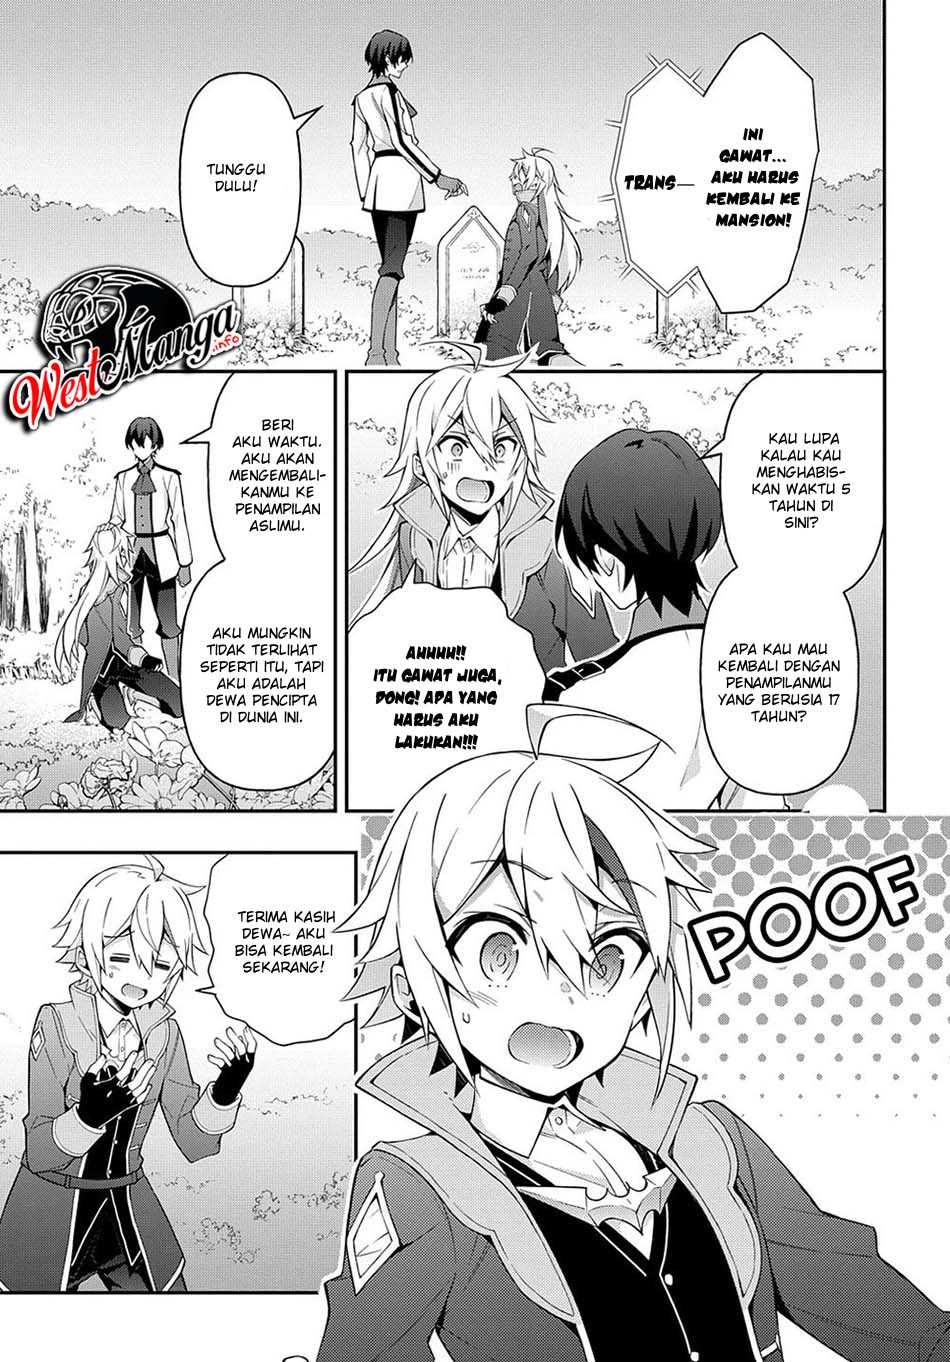 INI
GAWAT...
AKU HARUS
KEMBALI KE
MANSION!
TRANS—
TUNGGU
DULU!
WestManga
.info
KAU LUPA
KALAU KAU
MENGHABIS-
KAN WAKTU 5
TAHUN DI
SINI?
APA KAU MAU
KEMBALI DENGAN
PENAMPILANMU
YANG BERUSIA 17
TAHUN?
AHHHH!!
ITU GAWAT JUGA,
DONG! APA YANG
HARUS AKU
LAKUKAN!!!
BERI
AKU WAKTU.
AKU AKAN
MENGEMBALI-
KANMU KE
PENAMPILAN
ASLIMU.
AKU MUNGKIN
TIDAK TERLIHAT
SEPERTI ITU, TAPI
AKU ADALAH
DEWA PENCIPTA
DI DUNIA INI.
POOF
TERIMA KASIH
DEWA~ AKU
BISA KEMBALI
SEKARANG!